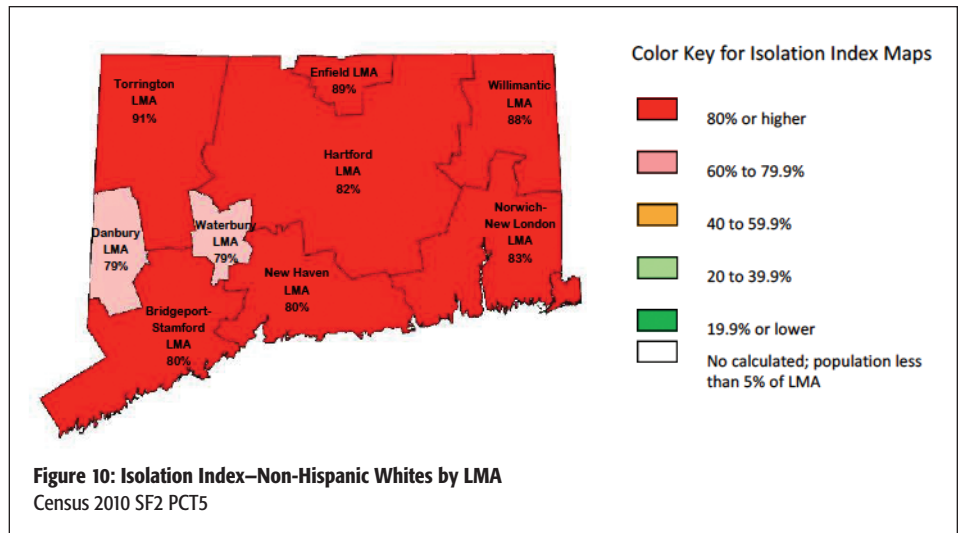 Color Key for Isolation Index Maps
Torrington
LMA
91%
Enfield LMA
89%
Willimantic
LMA
88%
Hartford
LMA
82%
Danbury
LMA
79%
Waterbury
LMA
79%
Norwich-
New London
LMA
83%
New Haven
LMA
80%
Bridgeport-
Stamford
LMA
80%
80% or higher
60% to 79.9%
40 to 59.9%
20 to 39.9%
19.9% or lower
No calculated; population less
than 5% of LMA
Figure 10: Isolation Index–Non-Hispanic Whites by LMA
Census 2010 SF2 PCT5